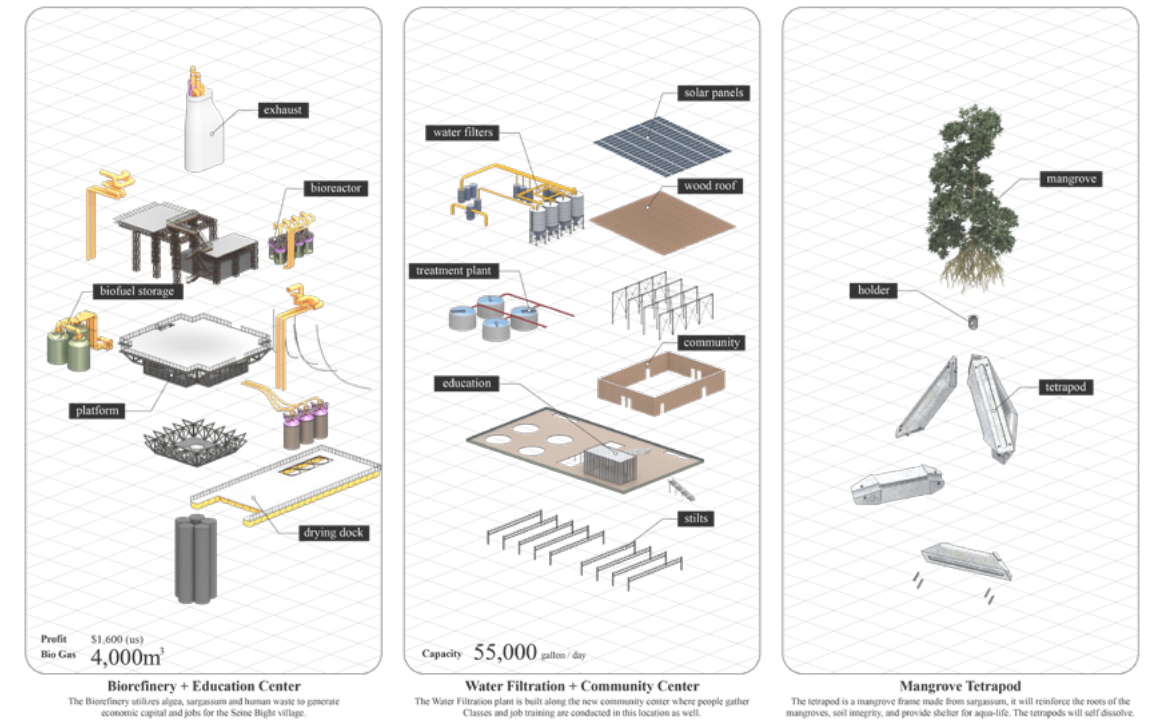 exhaust
bioreactor
biofuel storage
platform
drying dock
Profit $1,600 (us)
Bio Gas 4,000m³
Biorefinery + Education Center
The Biorefinery utilizes algea, sargassum and human waste to generate
economic capital and jobs for the Seine Bight village.
solar panels
water filters
wood roof
treatment plant
community
education
stilts
Capacity 55,000 gallon / day
Water Filtration + Community Center
The Water Filtration plant is built along the new community center where people gather
Classes and job training are conducted in this location as well.
mangrove
holder
tetrapod
Mangrove Tetrapod
The tetrapod is a mangrove frame made from sargassum, it will reinforce the roots of the
mangroves, soil integrity, and provide shelter for aqua-life. The tetrapods will self dissolve.